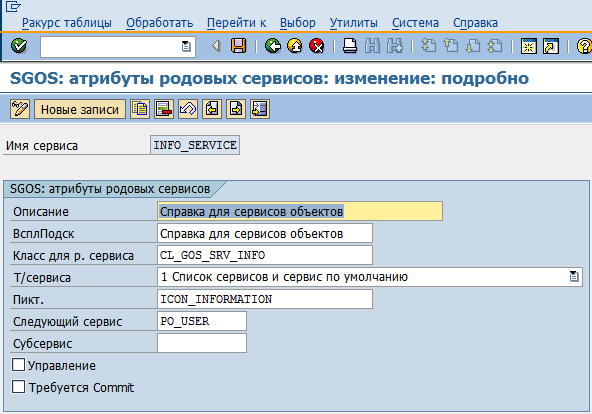 Ракурс таблицы Обработать Перейти к Выбор Утилиты Система Справка
SGOS: атрибуты родовых сервисов: изменение: подробно
Новые записи
Имя сервиса INFO_SERVICE
SGOS: атрибуты родовых сервисов
Описание Справка для сервисов объектов
ВсплПодск Справка для сервисов объектов
Класс для р. сервиса CL_GOS_SRV_INFO
Т/сервиса 1 Список сервисов и сервис по умолчанию
Пикт. ICON_INFORMATION
Следующий сервис PO_USER
Субсервис
Управление
Требуется Commit